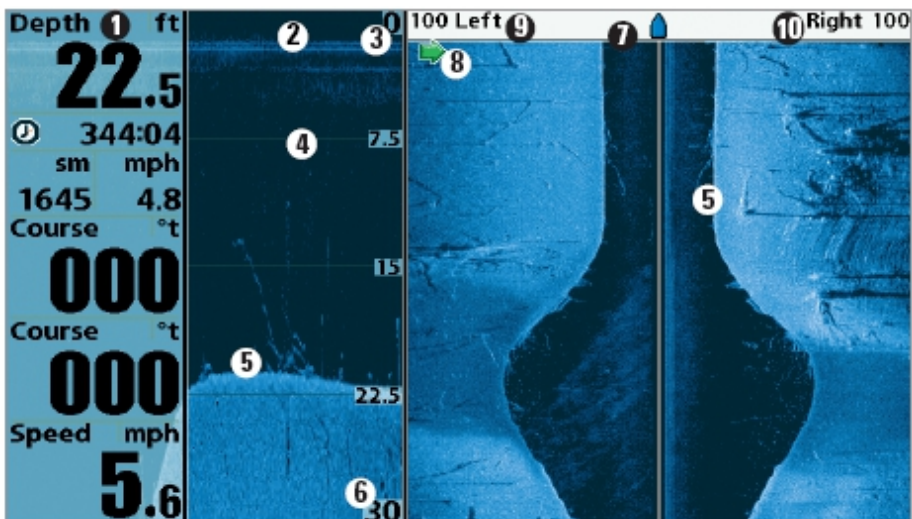 Depth 1 ft
22.5
344:04
sm mph
1645 4.8
Course °t
000
Course °t
000
Speed mph
5.6
0
2
3
4
7.5
15
5
22.5
6
30
100 Left 9
7
10 Right 100
8
5